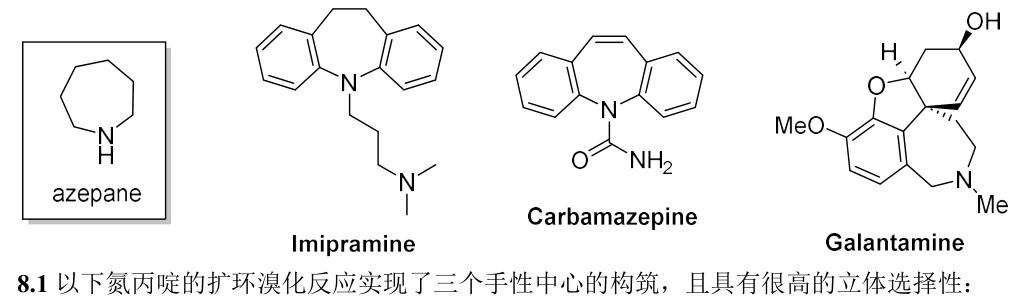 OH
H
O
N
H
N
N
MeO
O
NH2
N
N
Me
azepane
Carbamazepine
Imipramine
Galantamine
8.1 以下氮丙啶的扩环溴化反应实现了三个手性中心的构筑，且具有很高的立体选择性：